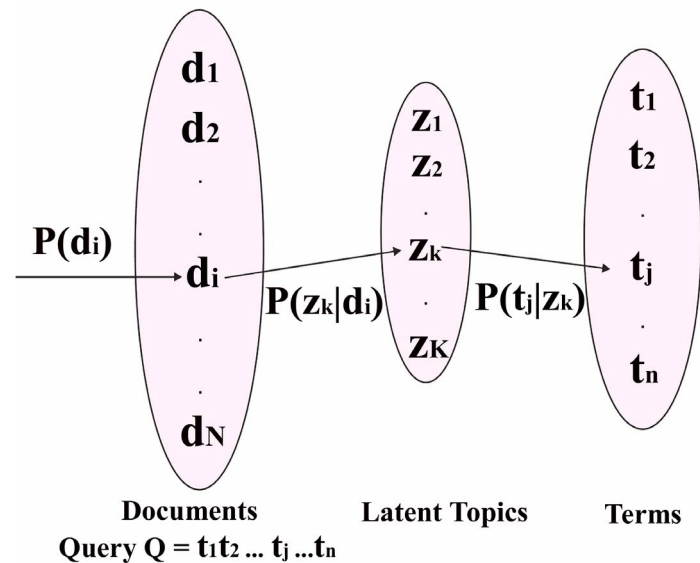 d1
d2
.
.
di
.
.
dN
z1
z2
.
zk
.
zK
t1
t2
.
tj
.
tn
P(di)
P(zk|di)
P(tj|zk)
Documents
Latent Topics
Terms
Query Q = t1t2 ... tj ...tn